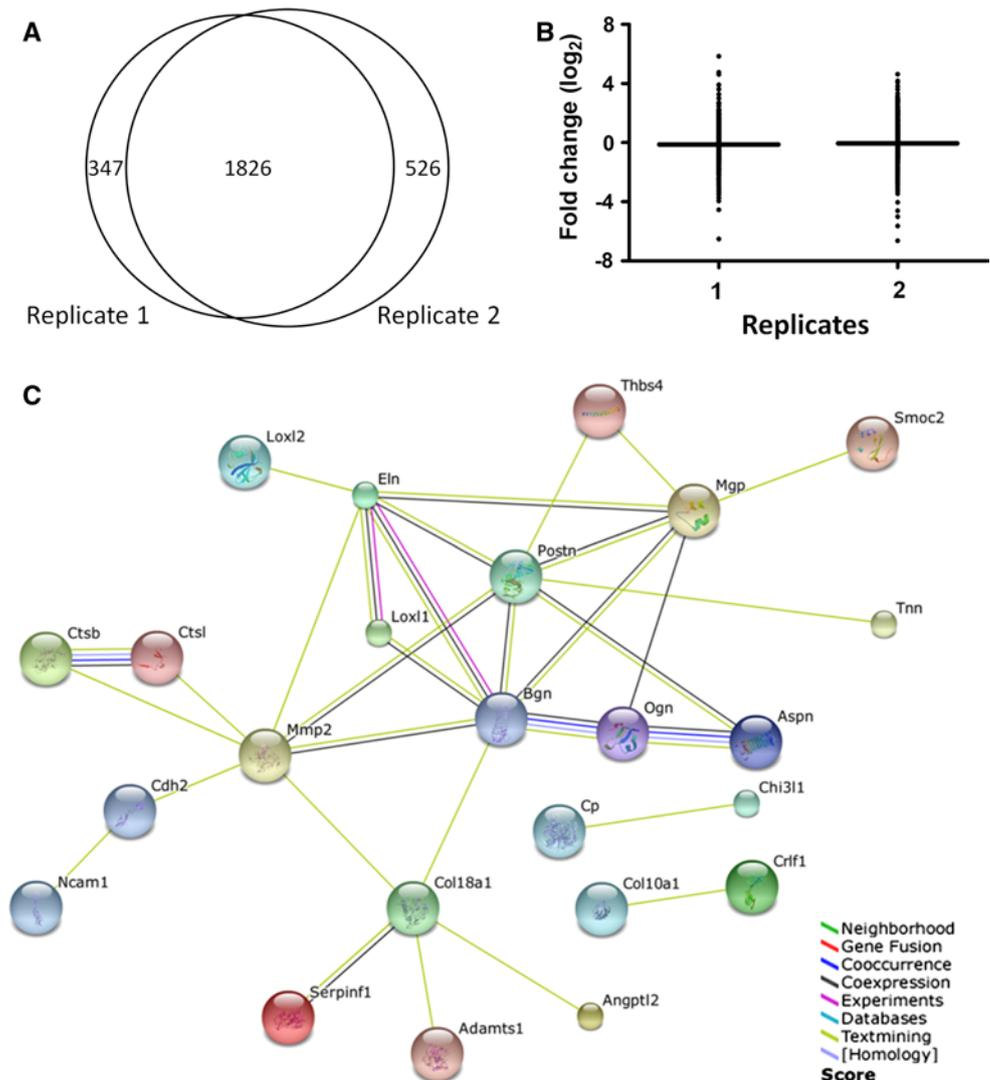 A
347
1826
526
Replicate 1
Replicate 2
B
Fold change (log2)
8
4
0
-4
-8
1
2
Replicates
C
Thbs4
Smoc2
Loxl2
Eln
Mgp
Postn
Tnn
Loxl1
Ctsb
Ctsl
Bgn
Ogn
Aspn
Mmp2
Cdh2
Chi3l1
Cp
Ncam1
Col18a1
Col10a1
Crlf1
Serpinf1
Angptl2
Adamts1
Neighborhood
Gene Fusion
Cooccurrence
Coexpression
Experiments
Databases
Textmining
[Homology]
Score